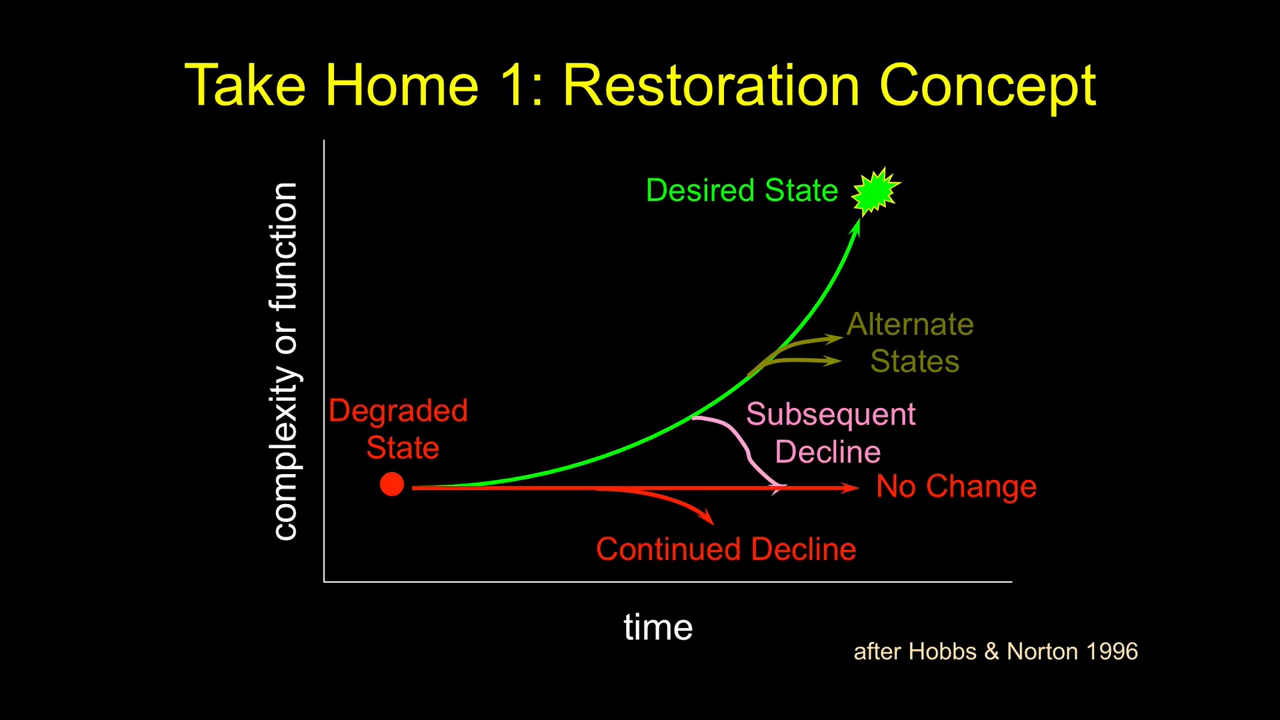 Take Home 1: Restoration Concept
complexity or function
Desired State
Alternate
States
Degraded
State
Subsequent
Decline
No Change
Continued Decline
time
after Hobbs & Norton 1996